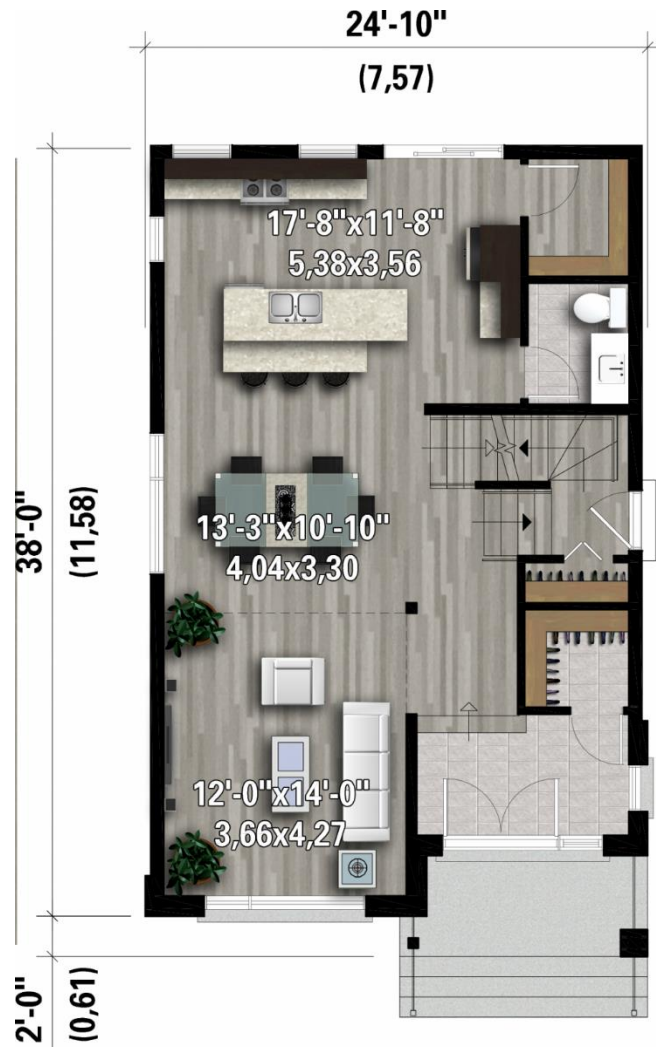 24'-10"
(7,57)
17'-8"x11'-8"
5,38x3,56
38'-0"
(11,58)
13'-3"x10'-10"
4,04x3,30
12'-0"x14'-0"
3,66x4,27
2'-0"
(0,61)